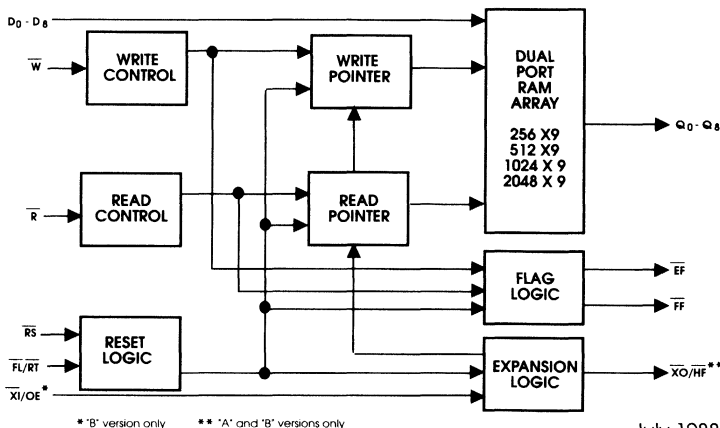 D0 - D8
W
WRITE
CONTROL
WRITE
POINTER
DUAL
PORT
RAM
ARRAY
256 X9
512 X9
1024 X 9
2048 X 9
Q0 - Q8
R
READ
CONTROL
READ
POINTER
FLAG
LOGIC
EF
FF
RS
FL/RT
XI/OE*
RESET
LOGIC
EXPANSION
LOGIC
XO/HF**
* "B" version only ** "A" and "B" versions only